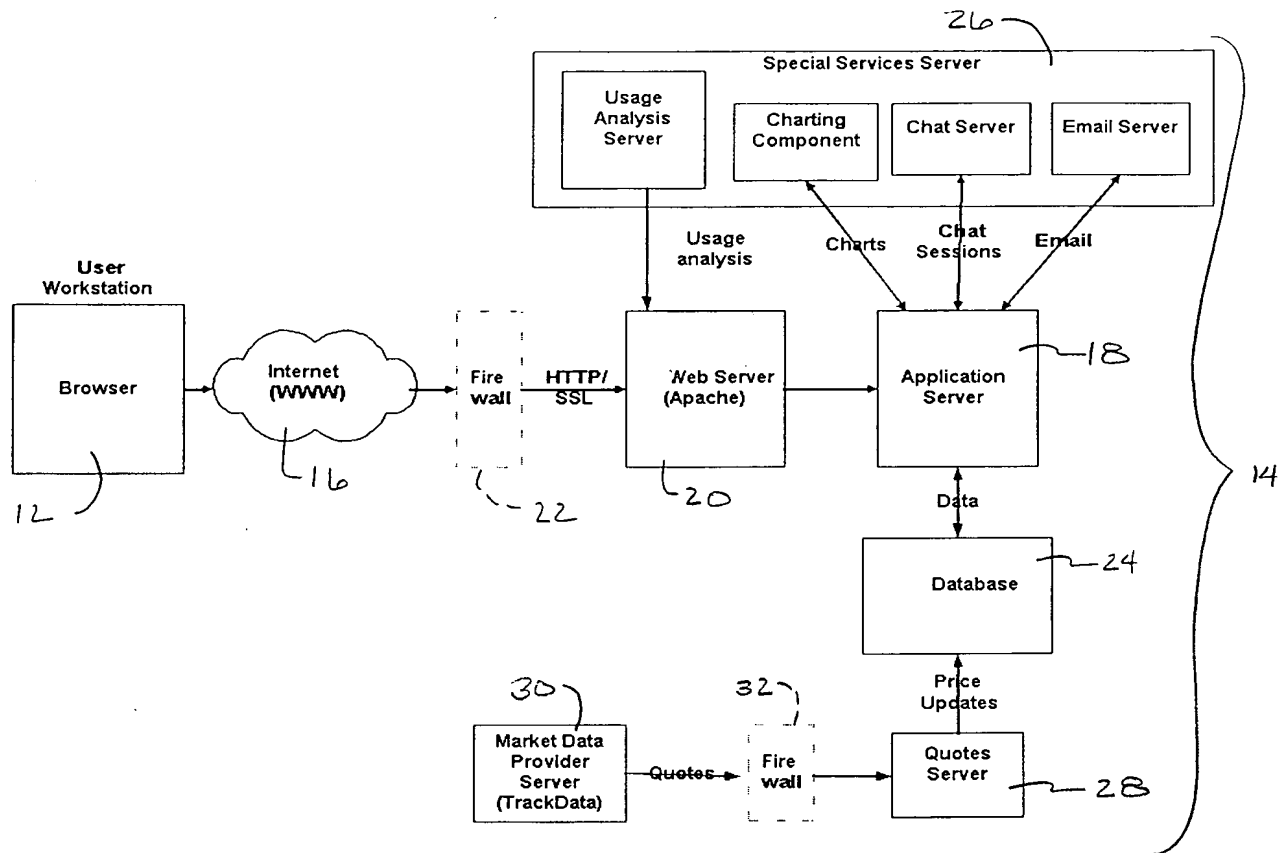 26
Special Services Server
Usage
Analysis
Server
Charting
Component
Chat Server
Email Server
Usage
analysis
Charts
Chat
Sessions
Email
User
Workstation
Browser
Internet
(WWW)
Fire
wall
HTTP/
SSL
Web Server
(Apache)
Application
Server
18
12
16
22
20
14
Data
Database
24
Price
Updates
30
32
Market Data
Provider
Server
(TrackData)
Quotes
Fire
wall
Quotes
Server
28